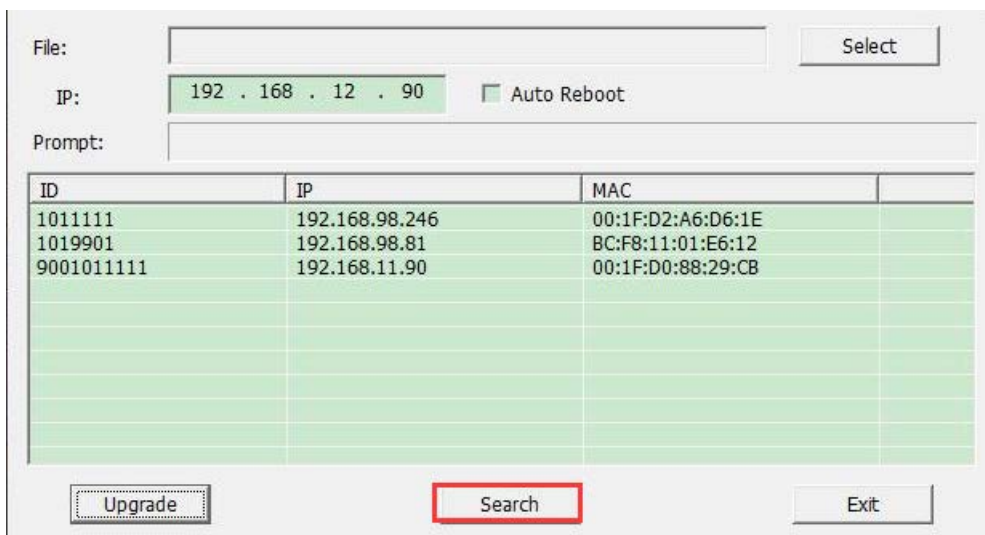 File: Select
IP: 192 . 168 . 12 . 90 Auto Reboot
Prompt:
ID IP MAC
1011111 192.168.98.246 00:1F:D2:A6:D6:1E
1019901 192.168.98.81 BC:F8:11:01:E6:12
9001011111 192.168.11.90 00:1F:D0:88:29:CB
Upgrade Search Exit